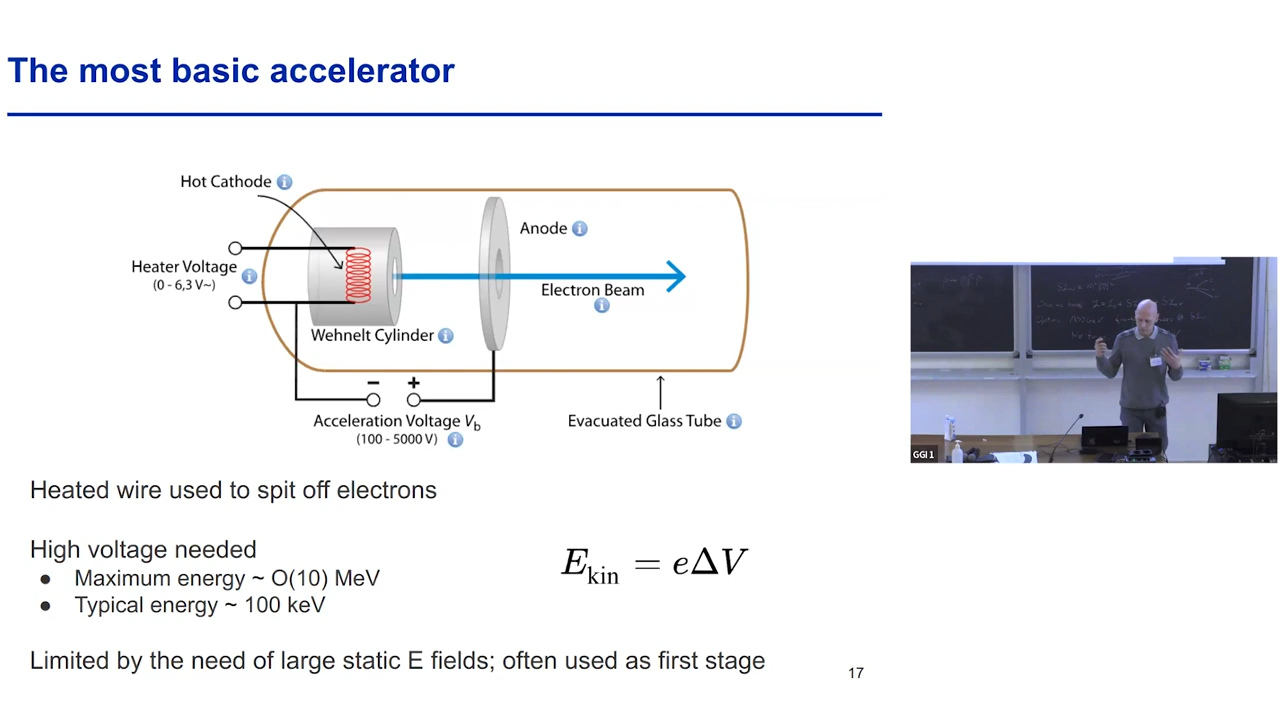 The most basic accelerator
Hot Cathode
Anode
Heater Voltage
(0 - 6,3 V~)
Electron Beam
Wehnelt Cylinder
Acceleration Voltage Vb
(100 - 5000 V)
Evacuated Glass Tube
Heated wire used to spit off electrons
High voltage needed
● Maximum energy ~ O(10) MeV
● Typical energy ~ 100 keV
E_kin = eΔV
Limited by the need of large static E fields; often used as first stage
17
GGI 1